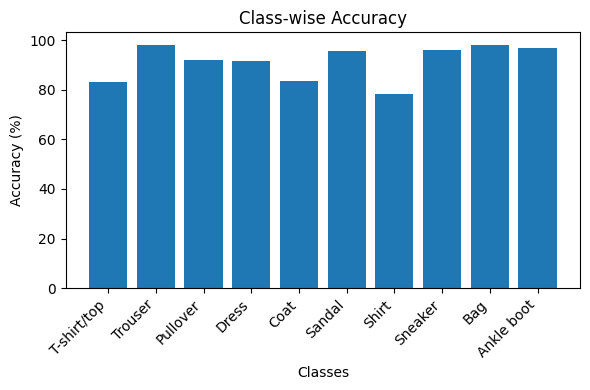 Class-wise Accuracy
Accuracy (%)
100
80
60
40
20
0
T-shirt/top
Trouser
Pullover
Dress
Coat
Sandal
Shirt
Sneaker
Bag
Ankle boot
Classes